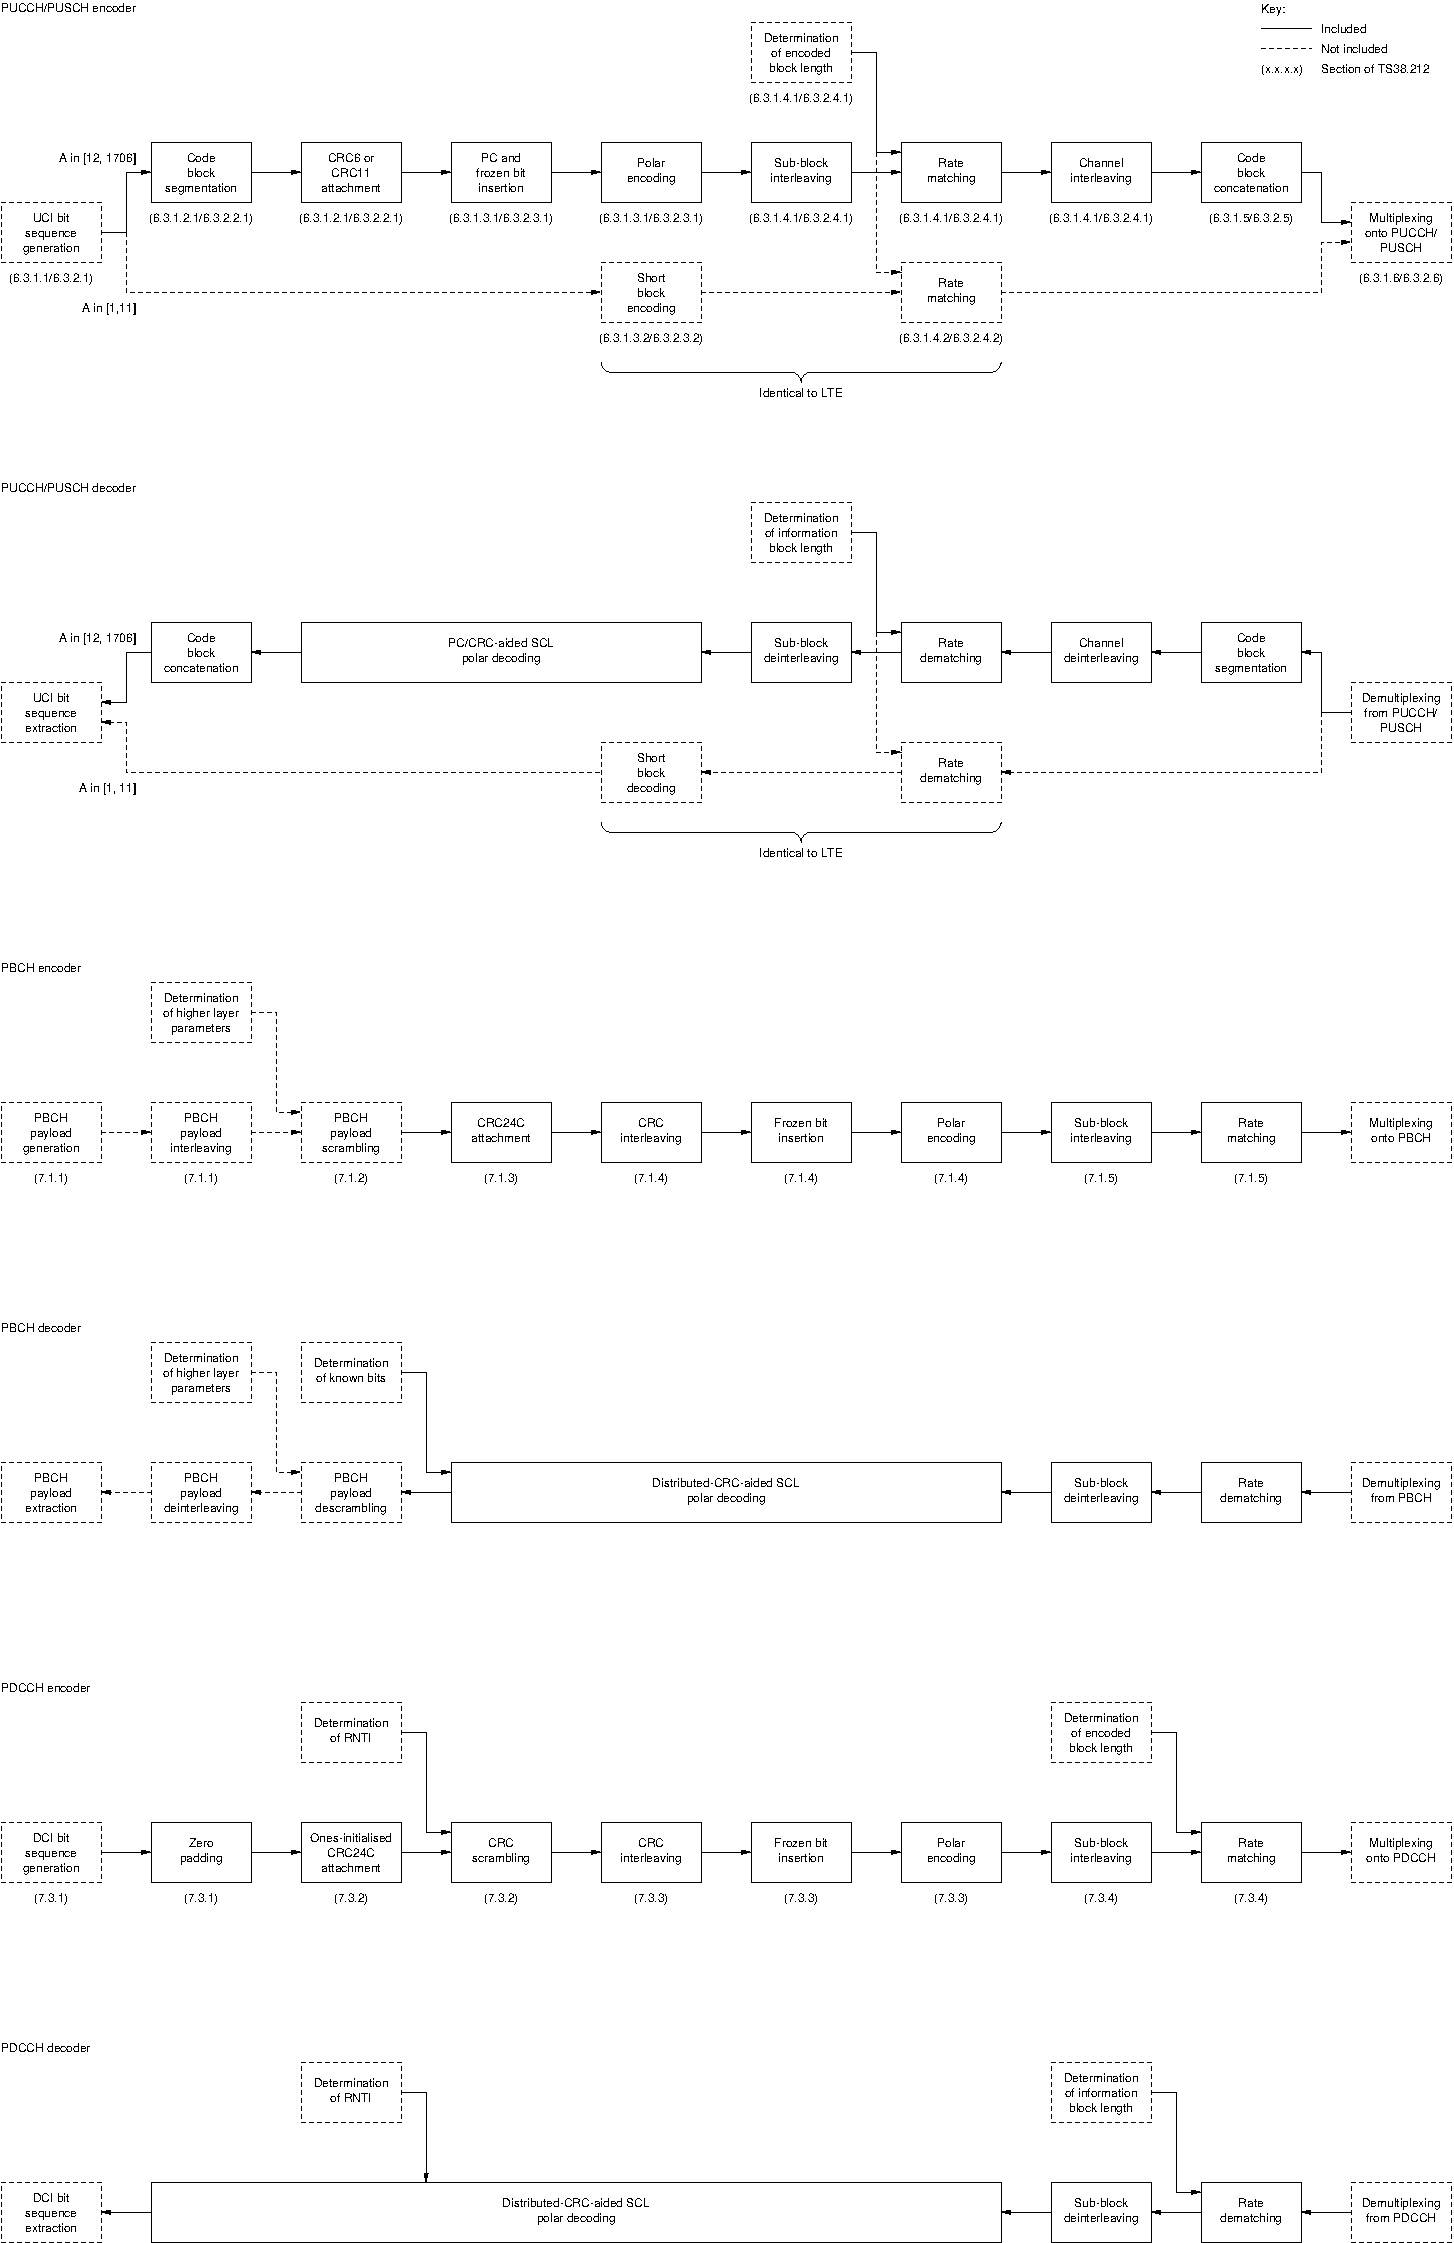 PUCCH/PUSCH encoder
Key:
Included
Not included
(x.x.x.x) Section of TS38.212
Determination
of encoded
block length
(6.3.1.4.1/6.3.2.4.1)
A in [12, 1706]
Code
block
segmentation
(6.3.1.2.1/6.3.2.2.1)
CRC6 or
CRC11
attachment
(6.3.1.2.1/6.3.2.2.1)
PC and
frozen bit
insertion
(6.3.1.3.1/6.3.2.3.1)
Polar
encoding
(6.3.1.3.1/6.3.2.3.1)
Sub-block
interleaving
(6.3.1.4.1/6.3.2.4.1)
Rate
matching
(6.3.1.4.1/6.3.2.4.1)
Channel
interleaving
(6.3.1.4.1/6.3.2.4.1)
Code
block
concatenation
(6.3.1.5/6.3.2.5)
UCI bit
sequence
generation
(6.3.1.1/6.3.2.1)
Multiplexing
onto PUCCH/
PUSCH
(6.3.1.6/6.3.2.6)
A in [1,11]
Short
block
encoding
(6.3.1.3.2/6.3.2.3.2)
Rate
matching
(6.3.1.4.2/6.3.2.4.2)
Identical to LTE
PUCCH/PUSCH decoder
Determination
of information
block length
A in [12, 1706]
Code
block
concatenation
PC/CRC-aided SCL
polar decoding
Sub-block
deinterleaving
Rate
dematching
Channel
deinterleaving
Code
block
segmentation
UCI bit
sequence
extraction
Demultiplexing
from PUCCH/
PUSCH
A in [1, 11]
Short
block
decoding
Rate
dematching
Identical to LTE
PBCH encoder
Determination
of higher layer
parameters
PBCH
payload
generation
(7.1.1)
PBCH
payload
interleaving
(7.1.1)
PBCH
payload
scrambling
(7.1.2)
CRC24C
attachment
(7.1.3)
CRC
interleaving
(7.1.4)
Frozen bit
insertion
(7.1.4)
Polar
encoding
(7.1.4)
Sub-block
interleaving
(7.1.5)
Rate
matching
(7.1.5)
Multiplexing
onto PBCH
PBCH decoder
Determination
of higher layer
parameters
Determination
of known bits
PBCH
payload
extraction
PBCH
payload
deinterleaving
PBCH
payload
descrambling
Distributed-CRC-aided SCL
polar decoding
Sub-block
deinterleaving
Rate
dematching
Demultiplexing
from PBCH
PDCCH encoder
Determination
of RNTI
Determination
of encoded
block length
DCI bit
sequence
generation
(7.3.1)
Zero
padding
(7.3.1)
Ones-initialised
CRC24C
attachment
(7.3.2)
CRC
scrambling
(7.3.2)
CRC
interleaving
(7.3.3)
Frozen bit
insertion
(7.3.3)
Polar
encoding
(7.3.3)
Sub-block
interleaving
(7.3.4)
Rate
matching
(7.3.4)
Multiplexing
onto PDCCH
PDCCH decoder
Determination
of RNTI
Determination
of information
block length
DCI bit
sequence
extraction
Distributed-CRC-aided SCL
polar decoding
Sub-block
deinterleaving
Rate
dematching
Demultiplexing
from PDCCH